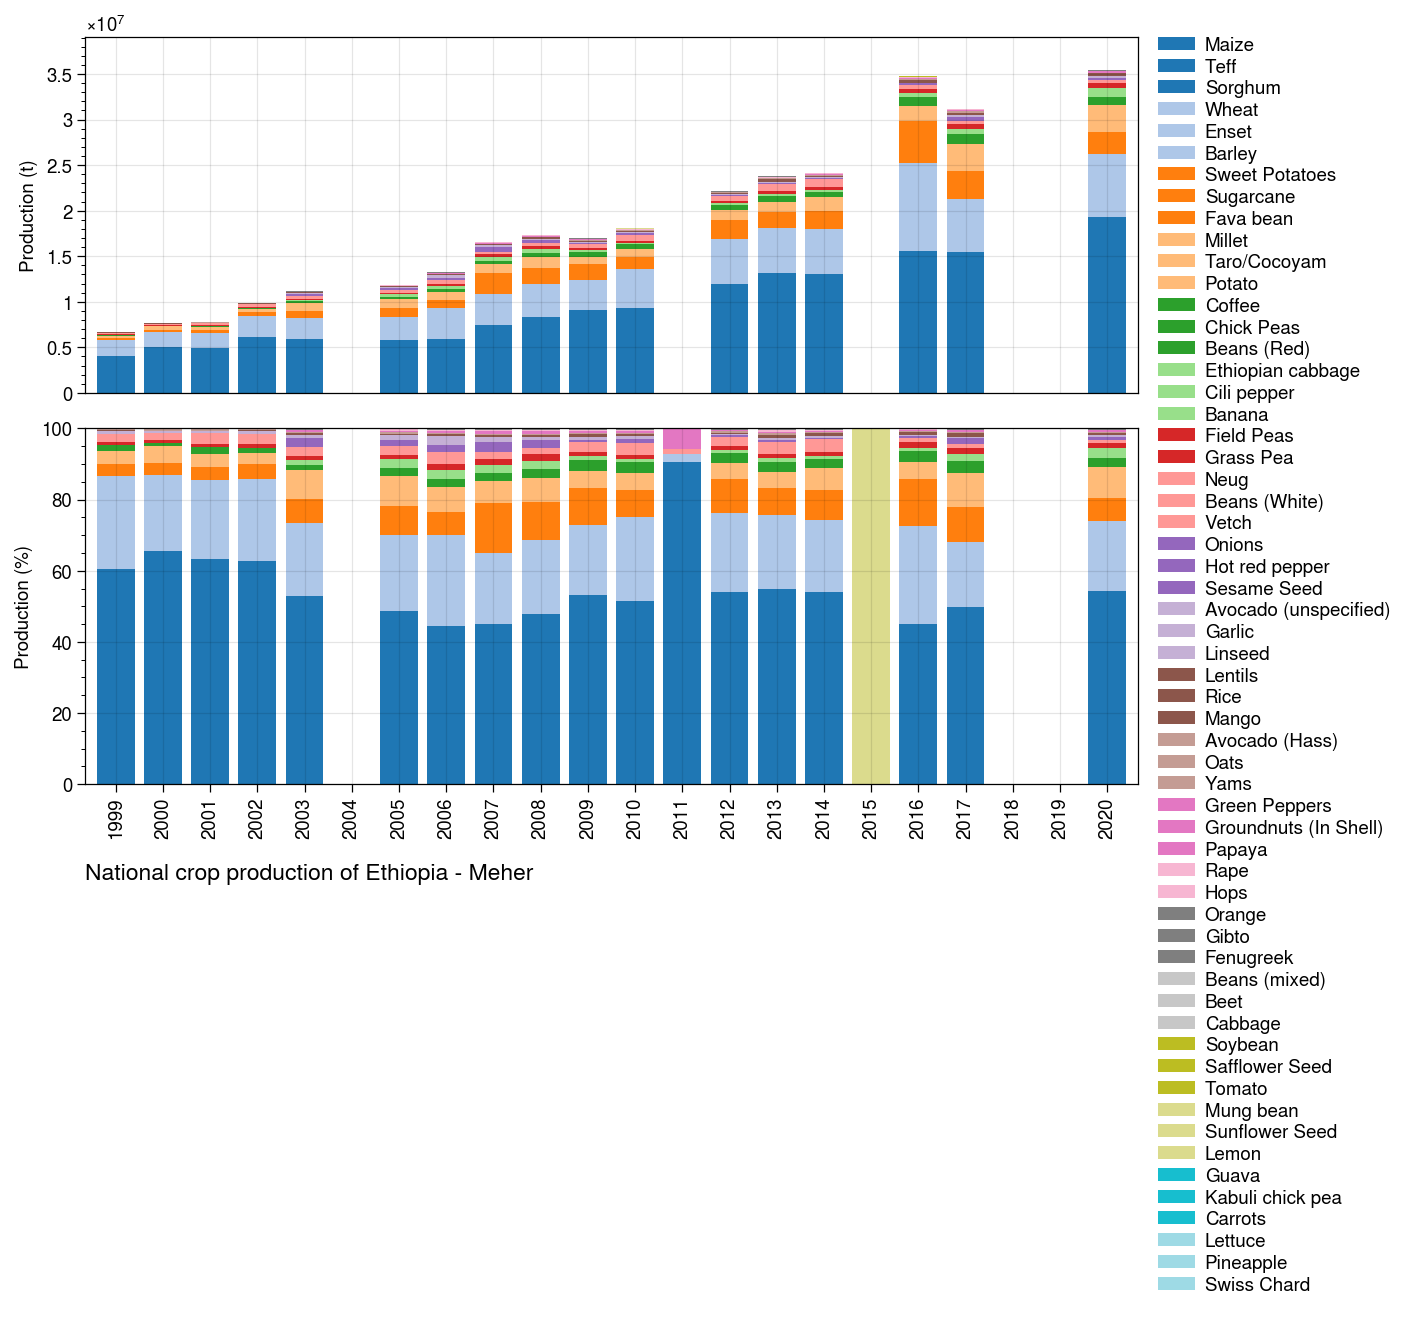 ×10⁷
3.5
3
2.5
2
1.5
1
0.5
0
Production (t)
100
80
60
40
20
0
Production (%)
1999
2000
2001
2002
2003
2004
2005
2006
2007
2008
2009
2010
2011
2012
2013
2014
2015
2016
2017
2018
2019
2020
National crop production of Ethiopia - Meher
Maize
Teff
Sorghum
Wheat
Enset
Barley
Sweet Potatoes
Sugarcane
Fava bean
Millet
Taro/Cocoyam
Potato
Coffee
Chick Peas
Beans (Red)
Ethiopian cabbage
Cili pepper
Banana
Field Peas
Grass Pea
Neug
Beans (White)
Vetch
Onions
Hot red pepper
Sesame Seed
Avocado (unspecified)
Garlic
Linseed
Lentils
Rice
Mango
Avocado (Hass)
Oats
Yams
Green Peppers
Groundnuts (In Shell)
Papaya
Rape
Hops
Orange
Gibto
Fenugreek
Beans (mixed)
Beet
Cabbage
Soybean
Safflower Seed
Tomato
Mung bean
Sunflower Seed
Lemon
Guava
Kabuli chick pea
Carrots
Lettuce
Pineapple
Swiss Chard